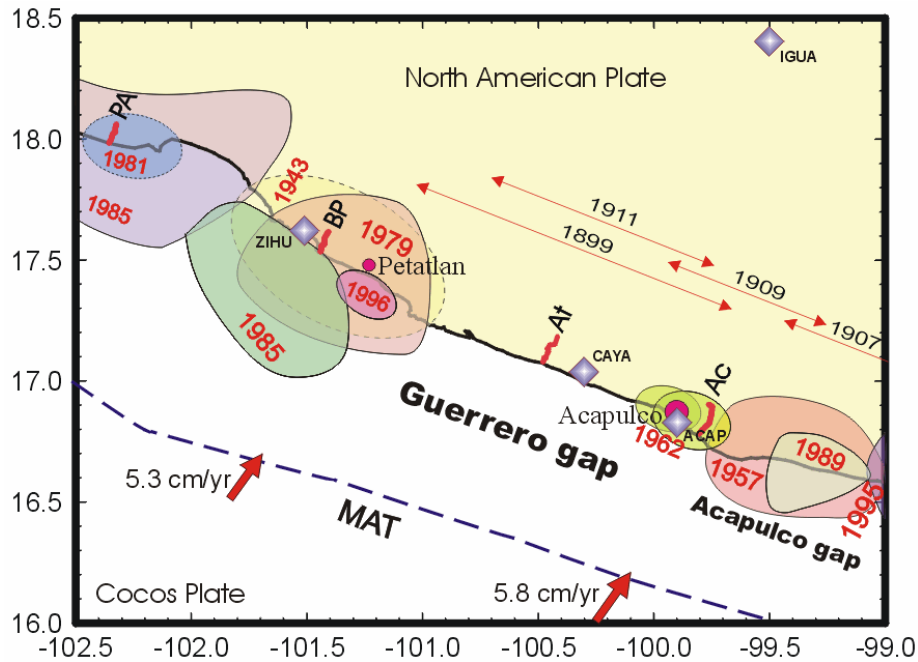 18.5
18.0
17.5
17.0
16.5
16.0
-102.5
-102.0
-101.5
-101.0
-100.5
-100.0
-99.5
-99.0
North American Plate
IGUA
PA
1981
1985
1943
BP
ZIHU
1979
Petatlan
1996
1985
1911
1899
1909
1907
At
CAYA
Ac
Acapulco
ACAP
1962
Guerrero gap
1957
1989
1995
Acapulco gap
5.3 cm/yr
MAT
5.8 cm/yr
Cocos Plate